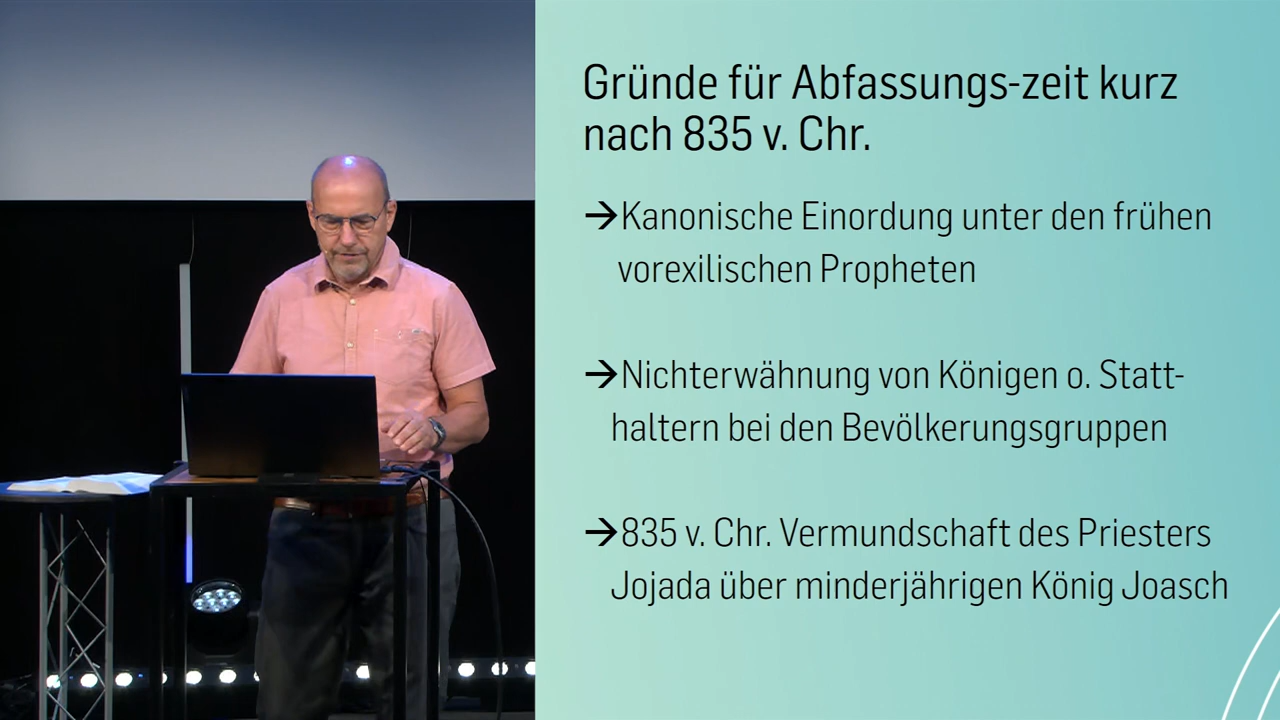 Gründe für Abfassungs-zeit kurz
nach 835 v. Chr.
→Kanonische Einordung unter den frühen
vorexilischen Propheten
→Nichterwähnung von Königen o. Statt-
haltern bei den Bevölkerungsgruppen
→835 v. Chr. Vermundschaft des Priesters
Jojada über minderjährigen König Joasch